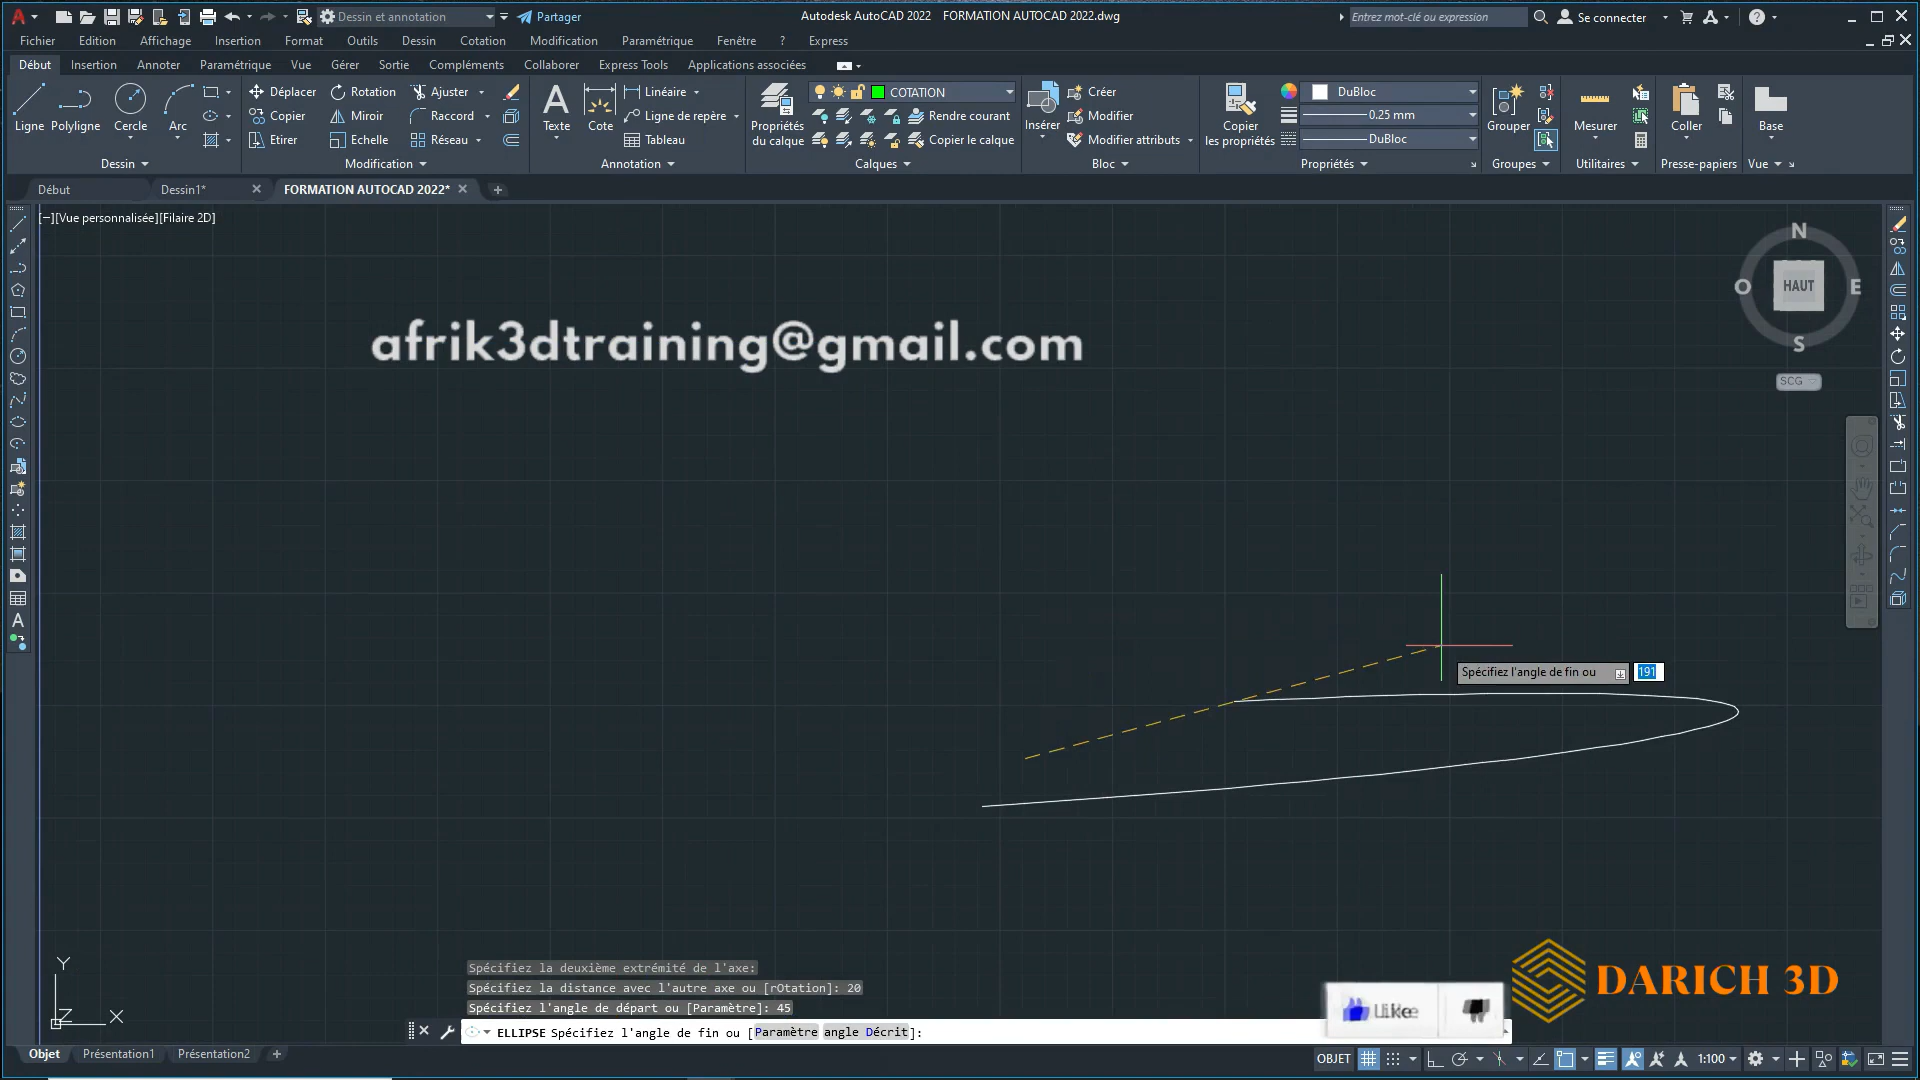 Dessin et annotation
Partager
Autodesk AutoCAD 2022 FORMATION AUTOCAD 2022.dwg
Entrez mot-clé ou expression
Se connecter
Fichier Edition Affichage Insertion Format Outils Dessin Cotation Modification Paramétrique Fenêtre ? Express
Début Insertion Annoter Paramétrique Vue Gérer Sortie Compléments Collaborer Express Tools Applications associées
Ligne Polyligne Cercle Arc
Déplacer Rotation Ajuster
Copier Miroir Raccord
Etirer Echelle Réseau
Texte Cote
Linéaire
Ligne de repère
Tableau
Propriétés du calque
COTATION
Rendre courant
Copier le calque
Insérer
Créer
Modifier
Modifier attributs
Copier les propriétés
DuBloc
0.25 mm
DuBloc
Grouper
Mesurer
Coller
Base
Dessin Modification Annotation Calques Bloc Propriétés Groupes Utilitaires Presse-papiers Vue
Début Dessin1* FORMATION AUTOCAD 2022*
[−][Vue personnalisée][Filaire 2D]
N
O HAUT E
S
SCG
afrik3dtraining@gmail.com
Spécifiez l'angle de fin ou 191
Y
Z X
Spécifiez la deuxième extrémité de l'axe:
Spécifiez la distance avec l'autre axe ou [rOtation]: 20
Spécifiez l'angle de départ ou [Paramètre]: 45
ELLIPSE Spécifiez l'angle de fin ou [Paramètre angle Décrit]:
Like
DARICH 3D
Objet Présentation1 Présentation2
OBJET
1:100